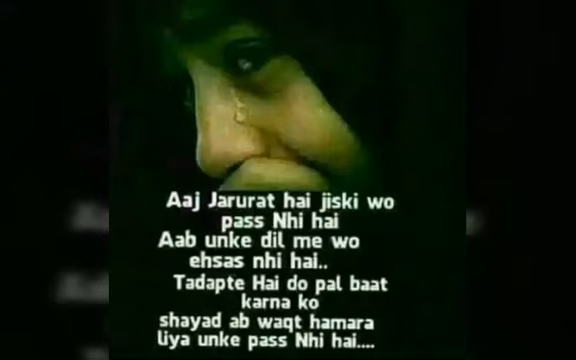 Aaj Jarurat hai jiski wo
pass Nhi hai
Aab unke dil me wo
ehsas nhi hai..
Tadapte Hai do pal baat
karna ko
shayad ab waqt hamara
liya unke pass Nhi hai....